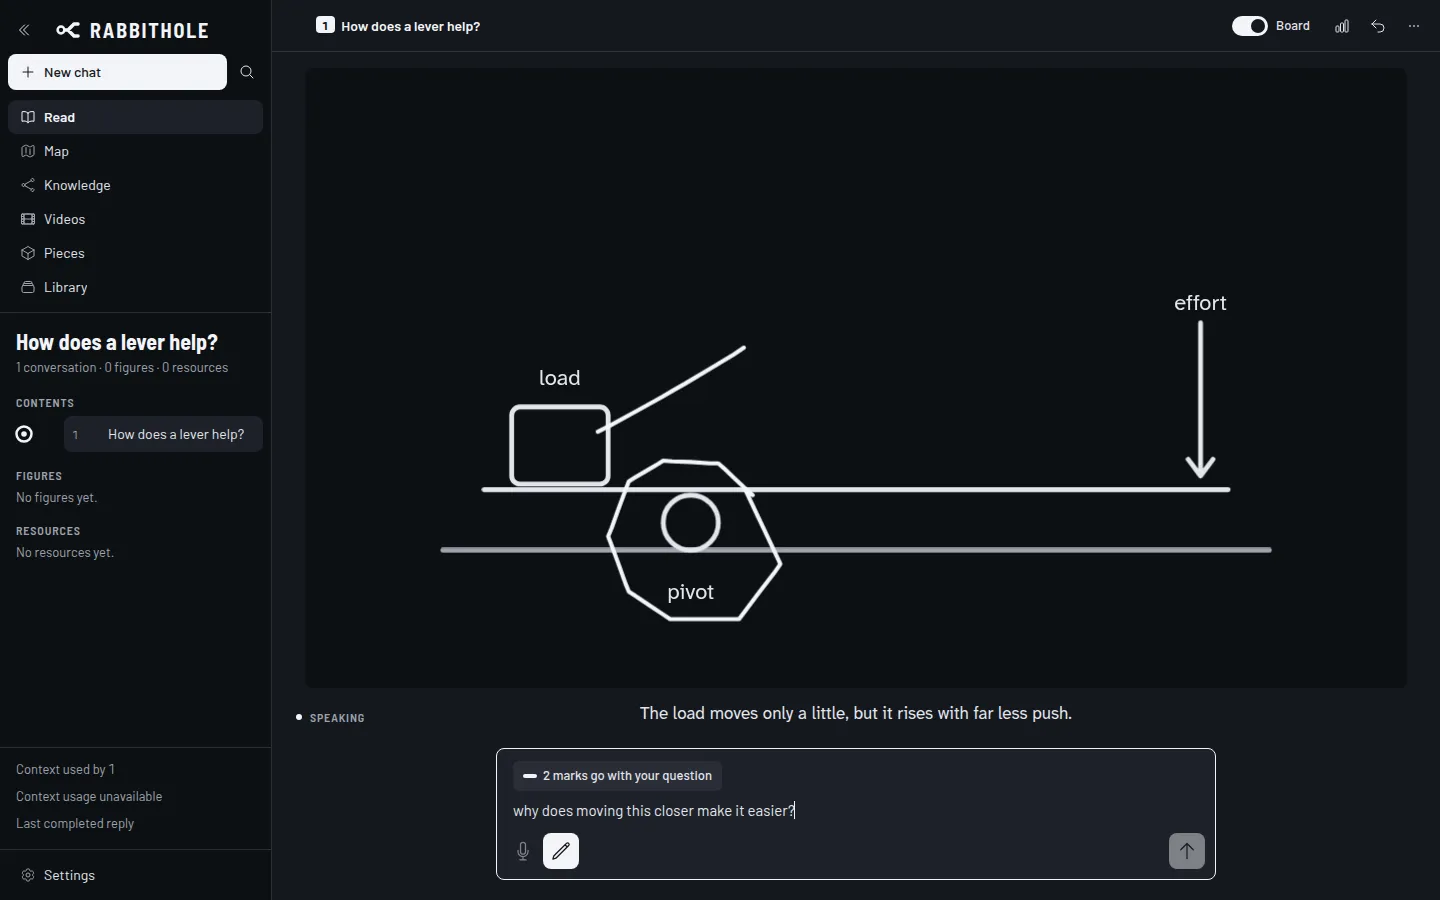 RABBITHOLE
New chat
Read
Map
Knowledge
Videos
Pieces
Library
How does a lever help?
1 conversation · 0 figures · 0 resources
CONTENTS
1 How does a lever help?
FIGURES
No figures yet.
RESOURCES
No resources yet.
Context used by 1
Context usage unavailable
Last completed reply
Settings
1 How does a lever help?
Board
effort
load
pivot
SPEAKING
The load moves only a little, but it rises with far less push.
2 marks go with your question
why does moving this closer make it easier?